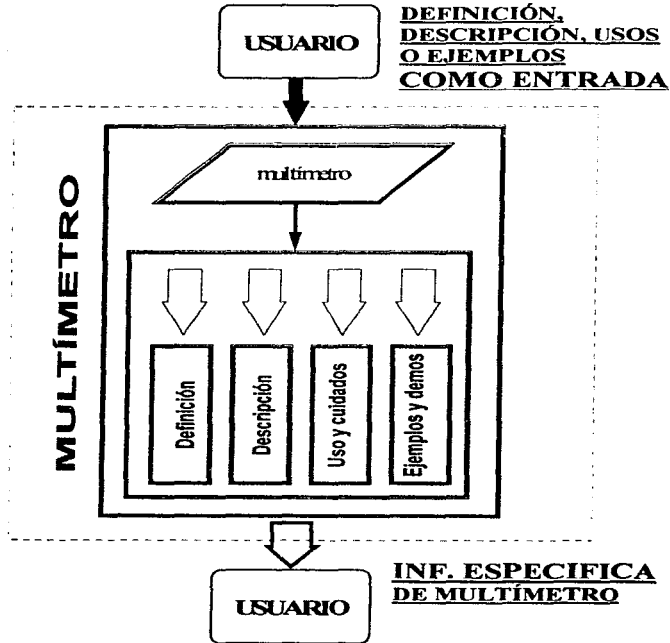 USUARIO
DEFINICIÓN,
DESCRIPCIÓN, USOS
O EJEMPLOS
COMO ENTRADA
MULTÍMETRO
multímetro
Definición
Descripción
Uso y cuidados
Ejemplos y demos
USUARIO
INF. ESPECIFICA
DE MULTÍMETRO